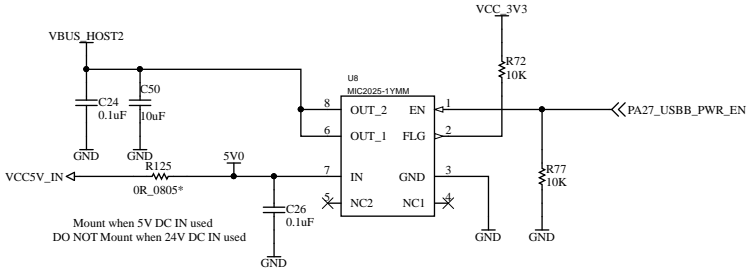 VCC_3V3
VBUS_HOST2
R72
10K
U8
MIC2025-1YMM
C24
0.1uF
C50
10uF
8
OUT_2
EN
1
PA27_USBB_PWR_EN
6
OUT_1
FLG
2
GND
GND
R125
0R_0805*
5V0
VCC5V_IN
7
IN
GND
3
R77
10K
5
NC2
NC1
4
C26
0.1uF
Mount when 5V DC IN used
DO NOT Mount when 24V DC IN used
GND
GND
GND